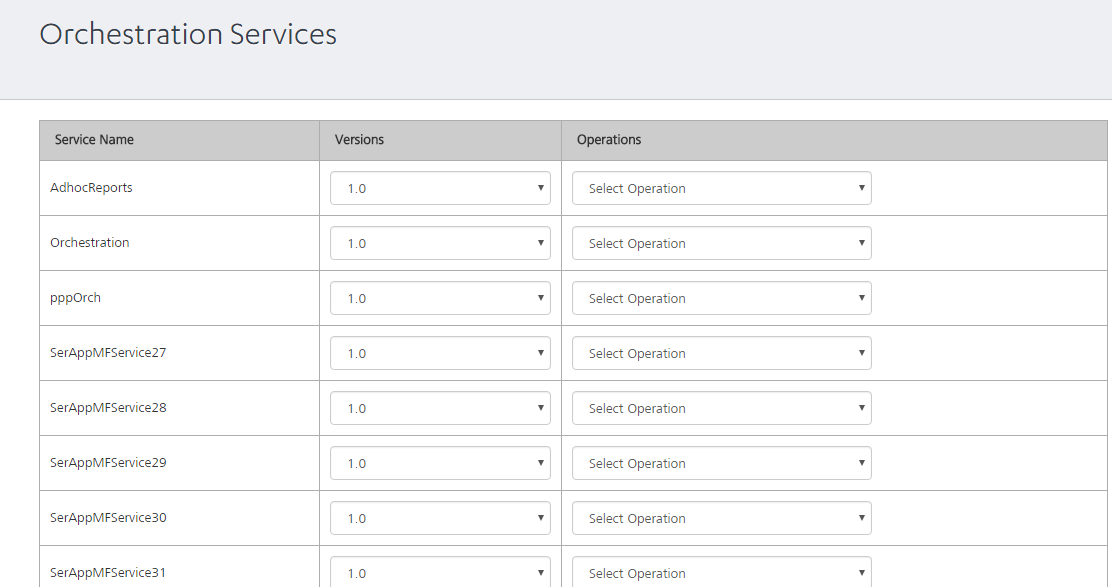 Orchestration Services
Service Name Versions Operations
AdhocReports 1.0 Select Operation
Orchestration 1.0 Select Operation
pppOrch 1.0 Select Operation
SerAppMFService27 1.0 Select Operation
SerAppMFService28 1.0 Select Operation
SerAppMFService29 1.0 Select Operation
SerAppMFService30 1.0 Select Operation
SerAppMFService31 1.0 Select Operation